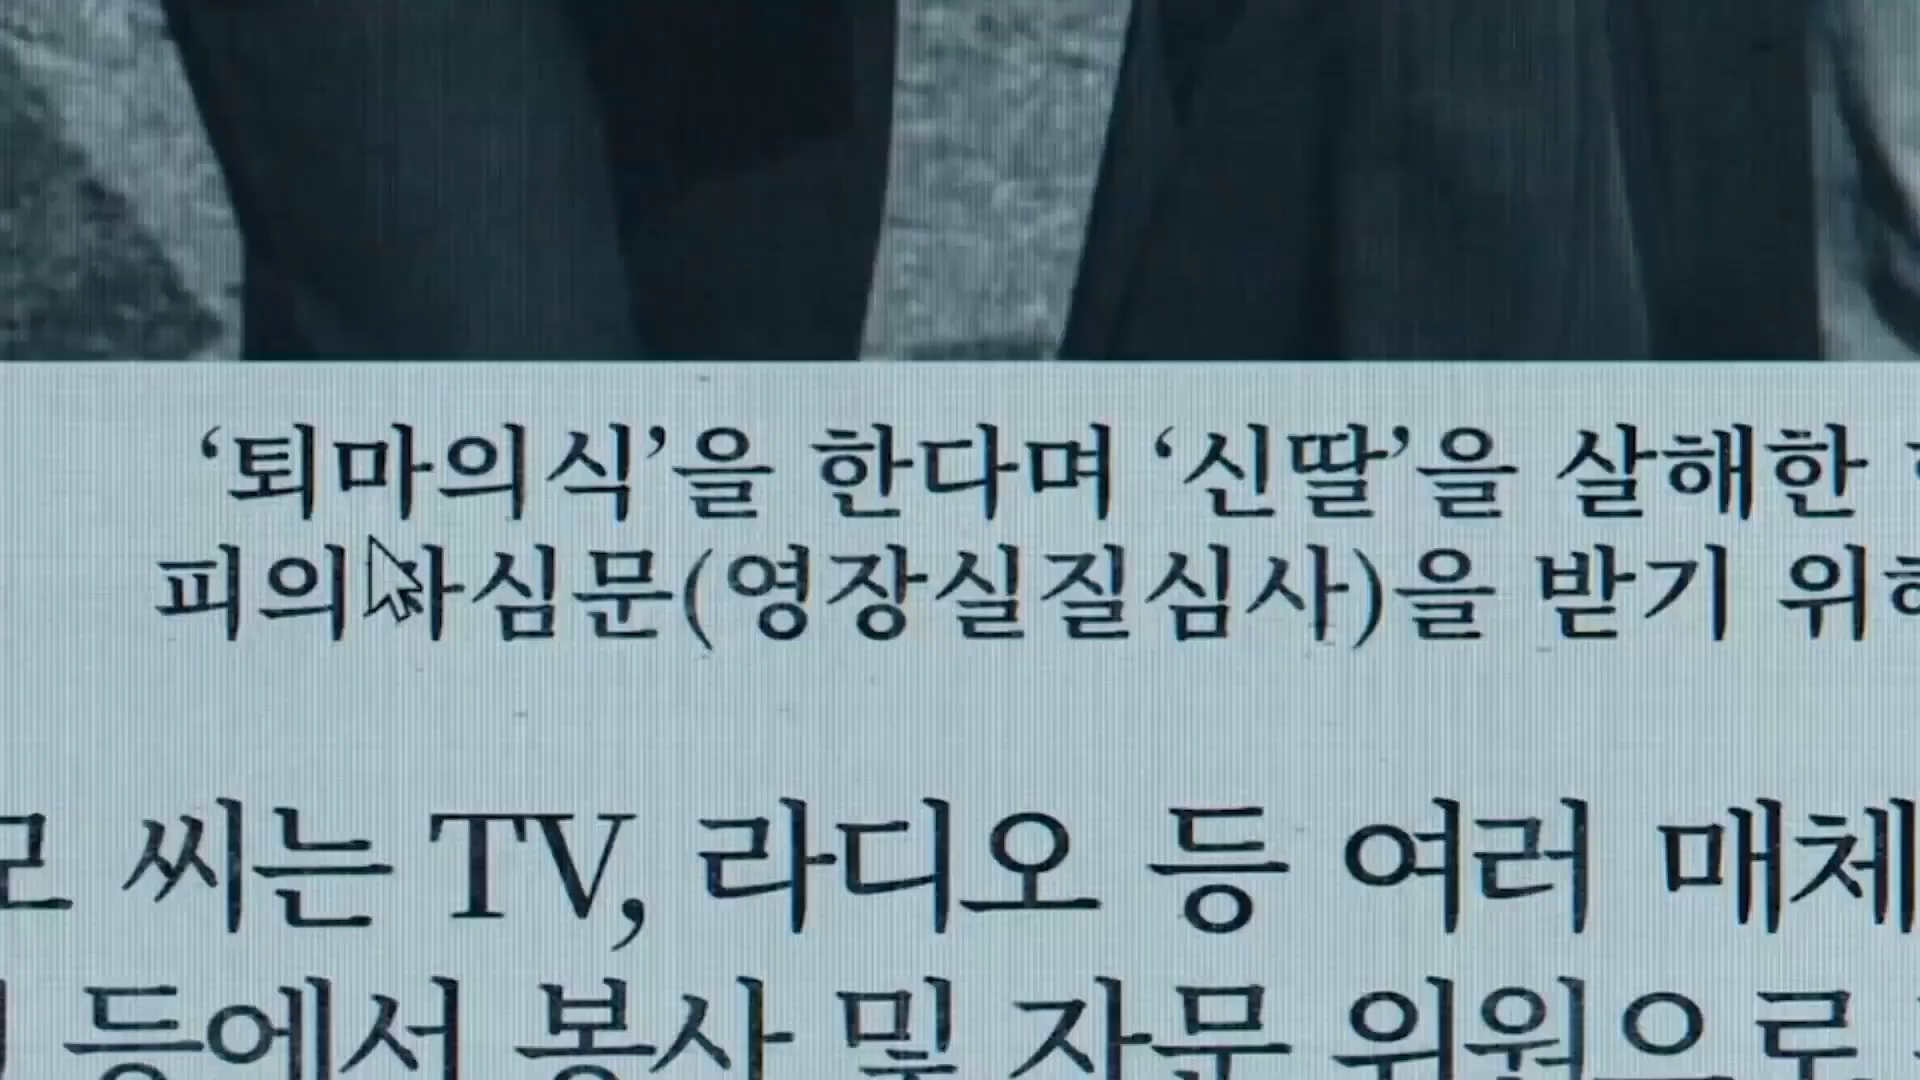 ‘퇴마의식’을 한다며 ‘신딸’을 살해한
피의자심문(영장실질심사)을 받기 위해
모 씨는 TV, 라디오 등 여러 매체
등에서 봉사 및 자문 위원으로